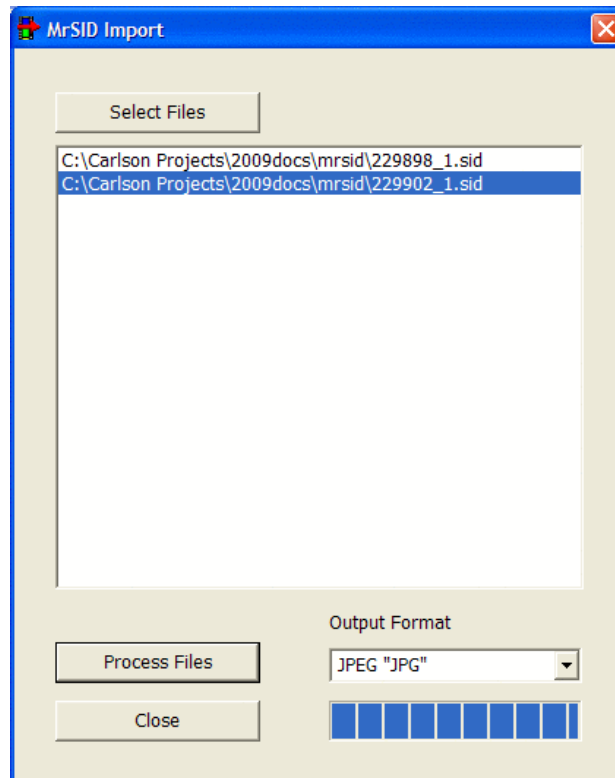 MrSID Import
Select Files
C:\Carlson Projects\2009docs\mrsid\229898_1.sid
C:\Carlson Projects\2009docs\mrsid\229902_1.sid
Output Format
Process Files
JPEG "JPG"
Close